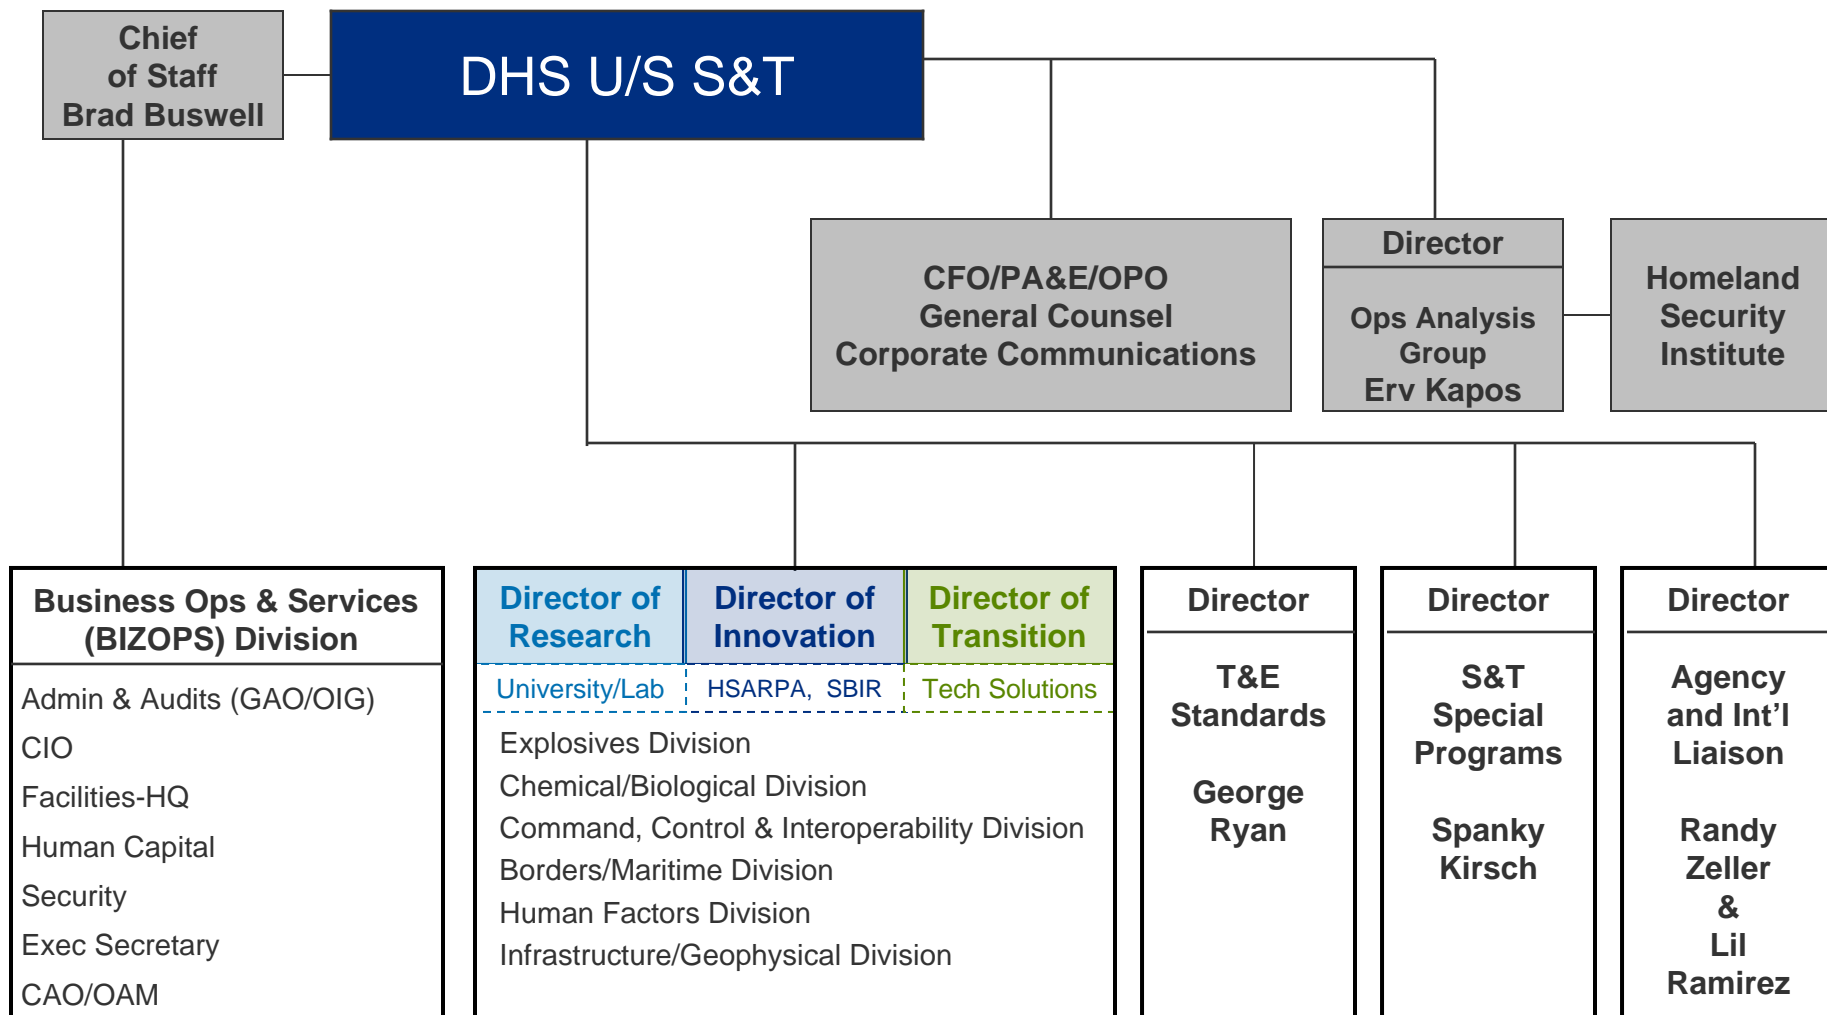 Chief
of Staff
Brad Buswell
DHS U/S S&T
CFO/PA&E/OPO
General Counsel
Corporate Communications
Director
Ops Analysis
Group
Erv Kapos
Homeland
Security
Institute
Business Ops & Services
(BIZOPS) Division
Admin & Audits (GAO/OIG)
CIO
Facilities-HQ
Human Capital
Security
Exec Secretary
CAO/OAM
Director of
Research
Director of
Innovation
Director of
Transition
University/Lab
HSARPA, SBIR
Tech Solutions
Explosives Division
Chemical/Biological Division
Command, Control & Interoperability Division
Borders/Maritime Division
Human Factors Division
Infrastructure/Geophysical Division
Director
T&E
Standards
George
Ryan
Director
S&T
Special
Programs
Spanky
Kirsch
Director
Agency
and Int’l
Liaison
Randy
Zeller
&
Lil
Ramirez